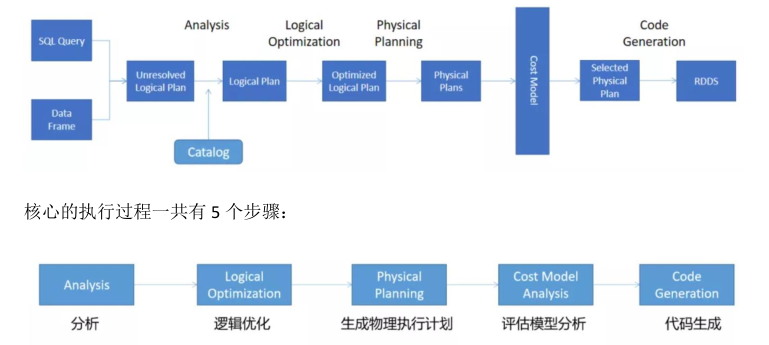 Analysis
Logical
Optimization
Physical
Planning
Code
Generation
SQL Query
Data
Frame
Unresolved
Logical Plan
Logical Plan
Optimized
Logical Plan
Physical
Plans
Cost Model
Selected
Physical
Plan
RDDS
Catalog
核心的执行过程一共有 5 个步骤：
Analysis
Logical
Optimization
Physical
Planning
Cost Model
Analysis
Code
Generation
分析
逻辑优化
生成物理执行计划
评估模型分析
代码生成